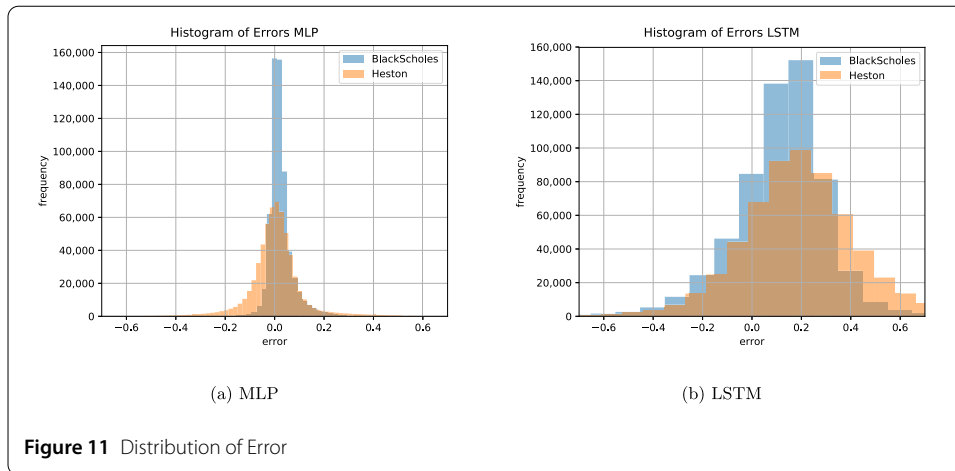 Histogram of Errors MLP
BlackScholes
Heston
160,000
140,000
120,000
100,000
80,000
60,000
40,000
20,000
0
frequency
−0.6 −0.4 −0.2 0.0 0.2 0.4 0.6
error
(a) MLP
Histogram of Errors LSTM
BlackScholes
Heston
160,000
140,000
120,000
100,000
80,000
60,000
40,000
20,000
0
frequency
−0.6 −0.4 −0.2 0.0 0.2 0.4 0.6
error
(b) LSTM
Figure 11 Distribution of Error